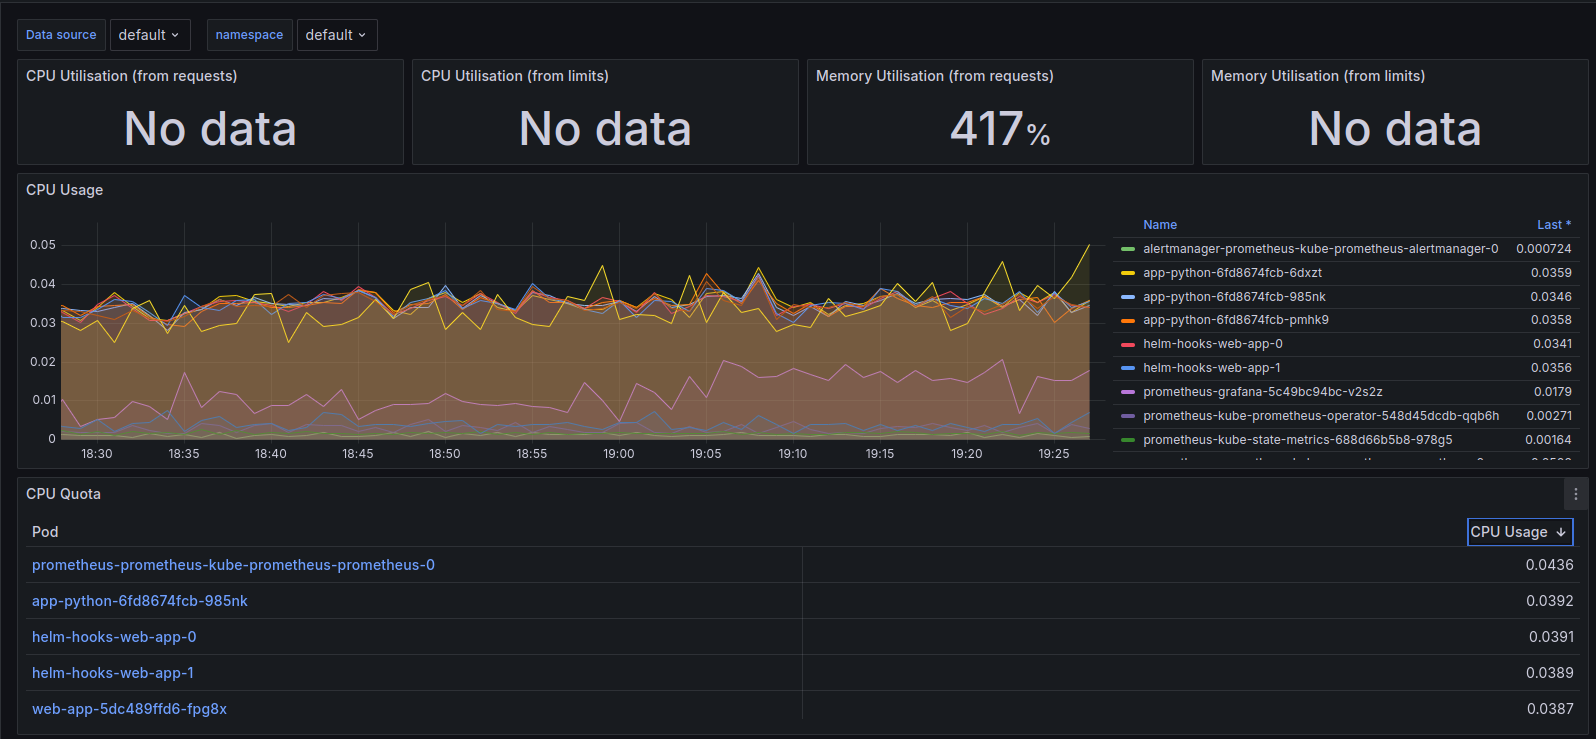 Data source default namespace default
CPU Utilisation (from requests) CPU Utilisation (from limits) Memory Utilisation (from requests) Memory Utilisation (from limits)
No data No data 417% No data
CPU Usage
Name Last *
0.05
0.04
0.03
0.02
0.01
0
18:30 18:35 18:40 18:45 18:50 18:55 19:00 19:05 19:10 19:15 19:20 19:25
alertmanager-prometheus-kube-prometheus-alertmanager-0 0.000724
app-python-6fd8674fcb-6dxzt 0.0359
app-python-6fd8674fcb-985nk 0.0346
app-python-6fd8674fcb-pmhk9 0.0358
helm-hooks-web-app-0 0.0341
helm-hooks-web-app-1 0.0356
prometheus-grafana-5c49bc94bc-v2s2z 0.0179
prometheus-kube-prometheus-operator-548d45dcdb-qqb6h 0.00271
prometheus-kube-state-metrics-688d66b5b8-978g5 0.00164
CPU Quota
Pod CPU Usage
prometheus-prometheus-kube-prometheus-prometheus-0 0.0436
app-python-6fd8674fcb-985nk 0.0392
helm-hooks-web-app-0 0.0391
helm-hooks-web-app-1 0.0389
web-app-5dc489ffd6-fpg8x 0.0387